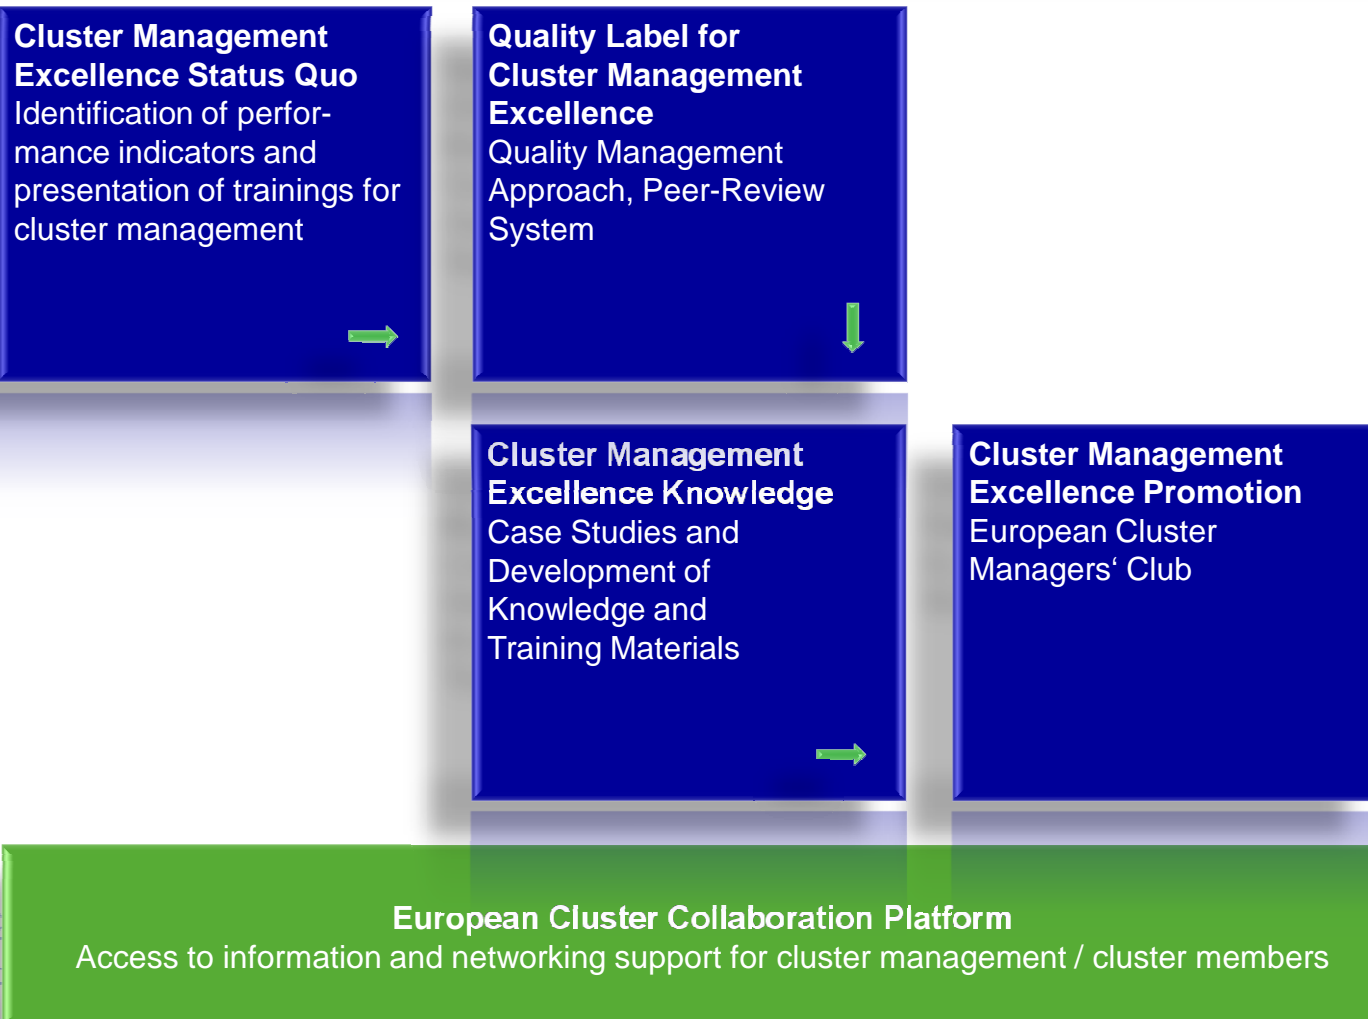 Cluster Management
Excellence Status Quo
Identification of perfor-
mance indicators and
presentation of trainings for
cluster management
Quality Label for
Cluster Management
Excellence
Quality Management
Approach, Peer-Review
System
Cluster Management
Excellence Knowledge
Case Studies and
Development of
Knowledge and
Training Materials
Cluster Management
Excellence Promotion
European Cluster
Managers‘ Club
European Cluster Collaboration Platform
Access to information and networking support for cluster management / cluster members